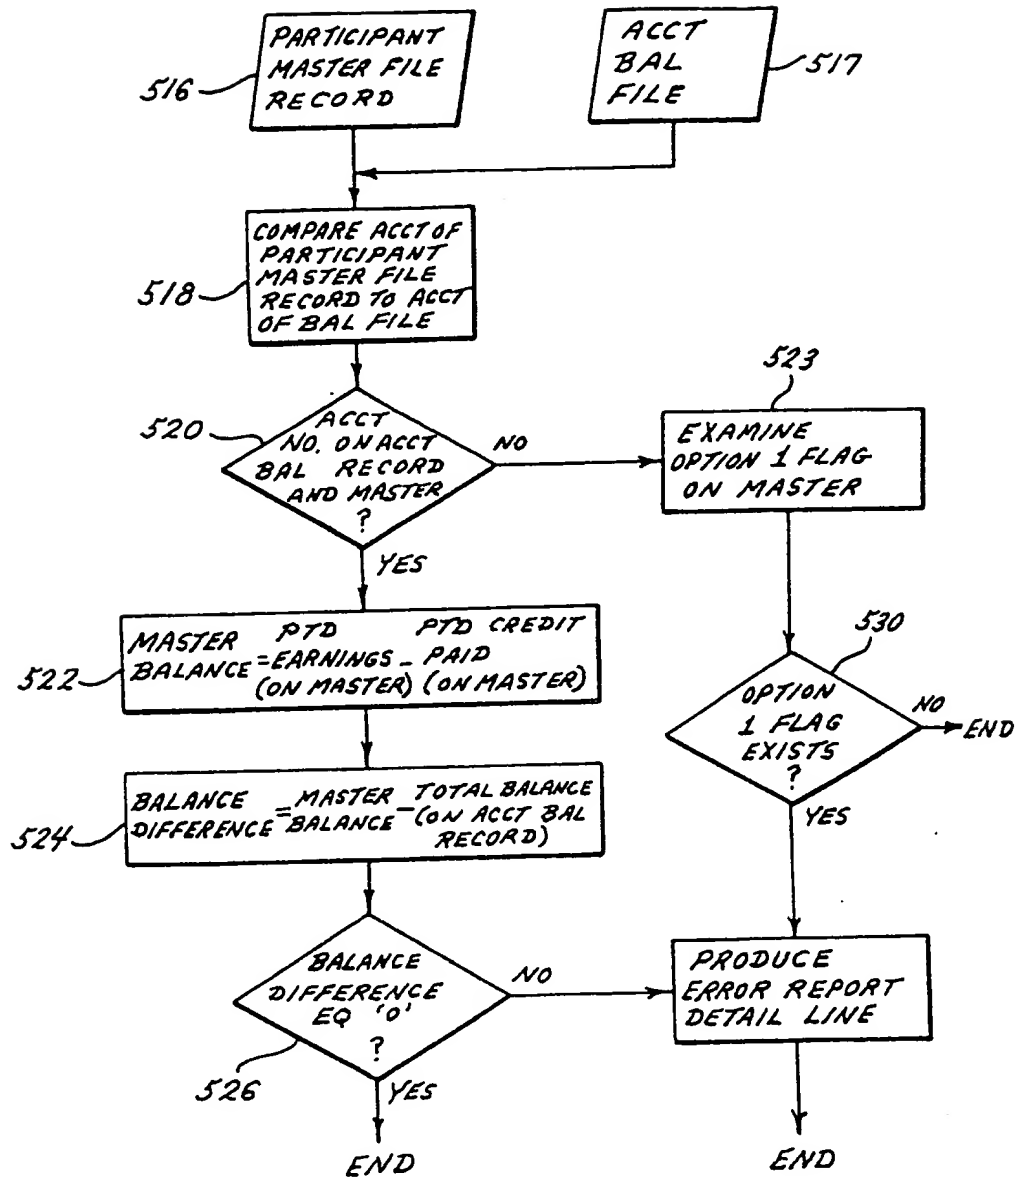 PARTICIPANT
MASTER FILE
RECORD
516
ACCT
BAL
FILE
517
COMPARE ACCT OF
PARTICIPANT
MASTER FILE
RECORD TO ACCT
OF BAL FILE
518
ACCT
NO. ON ACCT
BAL RECORD
AND MASTER
?
520
NO
YES
523
EXAMINE
OPTION 1 FLAG
ON MASTER
MASTER PTD PTD CREDIT
BALANCE = EARNINGS - PAID
(ON MASTER) (ON MASTER)
522
530
OPTION
1 FLAG
EXISTS
?
NO
END
YES
BALANCE = MASTER - TOTAL BALANCE
DIFFERENCE BALANCE (ON ACCT BAL
RECORD)
524
BALANCE
DIFFERENCE
EQ '0'
?
526
NO
YES
END
PRODUCE
ERROR REPORT
DETAIL LINE
END